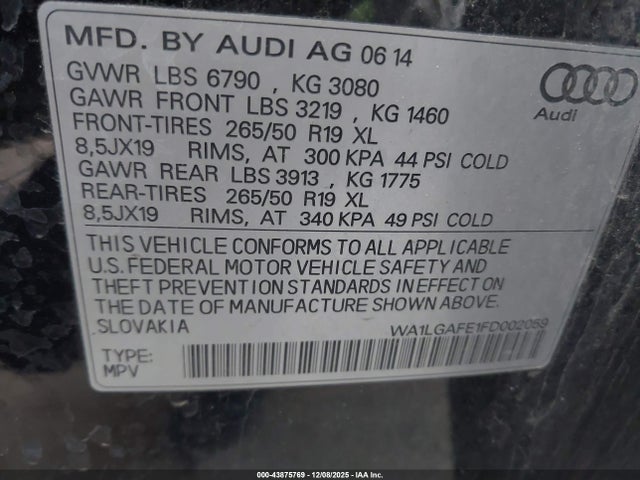 MFD. BY AUDI AG 06 14
GVWR LBS 6790 , KG 3080
GAWR FRONT LBS 3219 , KG 1460
FRONT-TIRES 265/50 R19 XL
8,5JX19 RIMS, AT 300 KPA 44 PSI COLD
GAWR REAR LBS 3913 , KG 1775
REAR-TIRES 265/50 R19 XL
8,5JX19 RIMS, AT 340 KPA 49 PSI COLD
Audi
THIS VEHICLE CONFORMS TO ALL APPLICABLE
U.S. FEDERAL MOTOR VEHICLE SAFETY AND
THEFT PREVENTION STANDARDS IN EFFECT ON
THE DATE OF MANUFACTURE SHOWN ABOVE.
SLOVAKIA
WA1LGAFE1FD002059
TYPE:
MPV
000-43875769 | 12/08/2025 | IAA Inc.